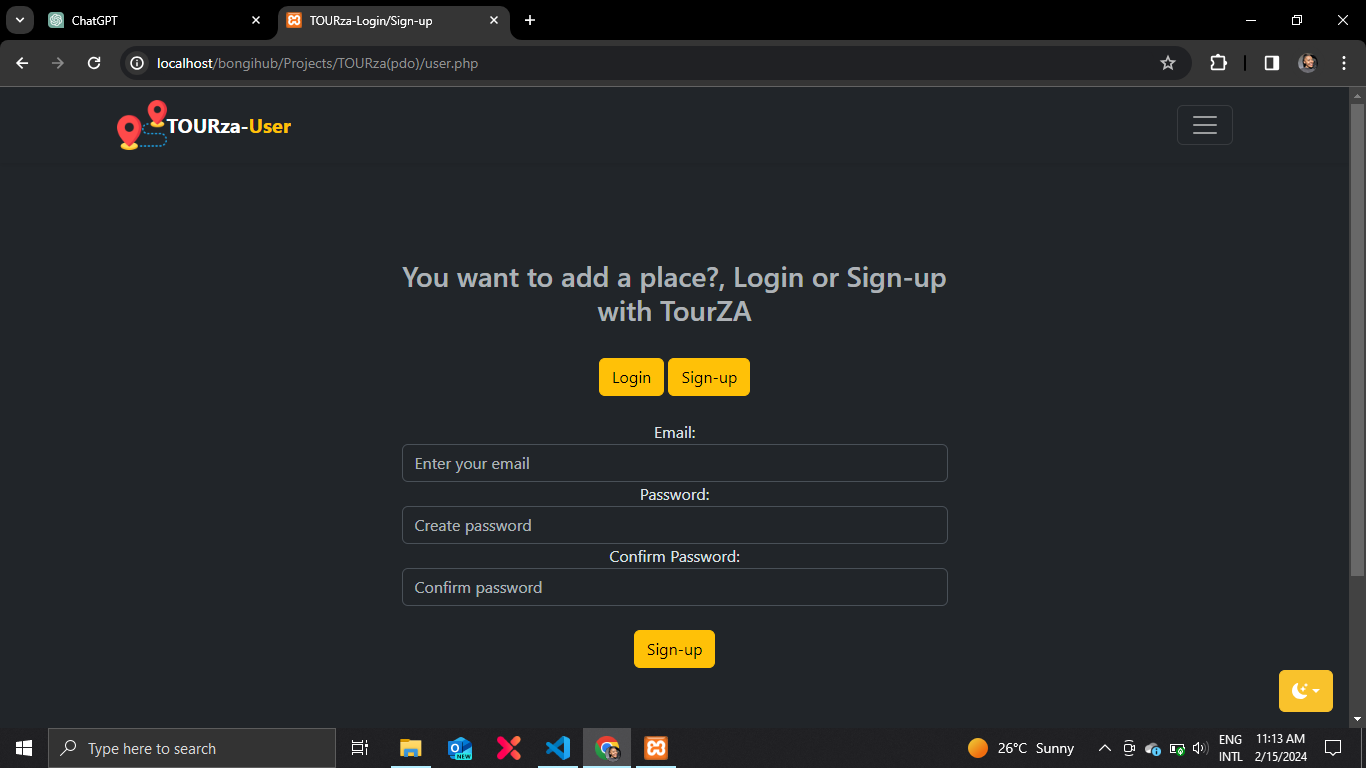 ChatGPT
TOURza-Login/Sign-up
localhost/bongihub/Projects/TOURza(pdo)/user.php
TOURza-User
You want to add a place?, Login or Sign-up
with TourZA
Login Sign-up
Email:
Enter your email
Password:
Create password
Confirm Password:
Confirm password
Sign-up
Type here to search
NEW
26°C Sunny
ENG
INTL
11:13 AM
2/15/2024